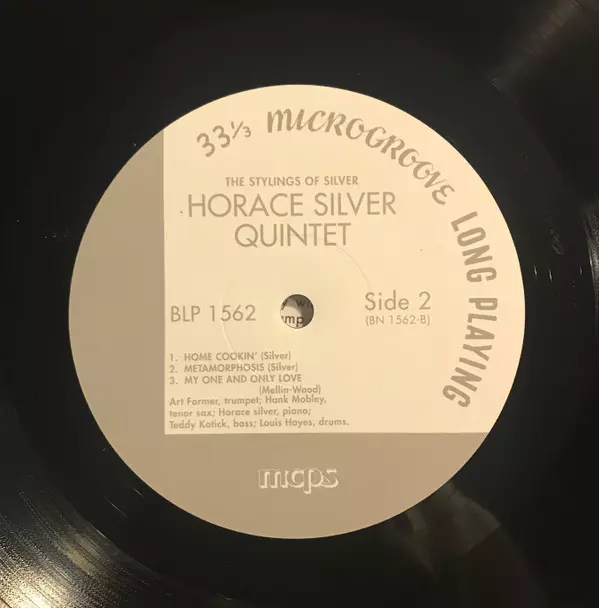 33⅓ MICROGROOVE LONG PLAYING
THE STYLINGS OF SILVER
HORACE SILVER
QUINTET
BLP 1562
Side 2
(BN 1562-B)
1. HOME COOKIN' (Silver)
2. METAMORPHOSIS (Silver)
3. MY ONE AND ONLY LOVE
(Mellin-Wood)
Art Farmer, trumpet; Hank Mobley,
tenor sax; Horace silver, piano;
Teddy Kotick, bass; Louis Hayes, drums.
mcps